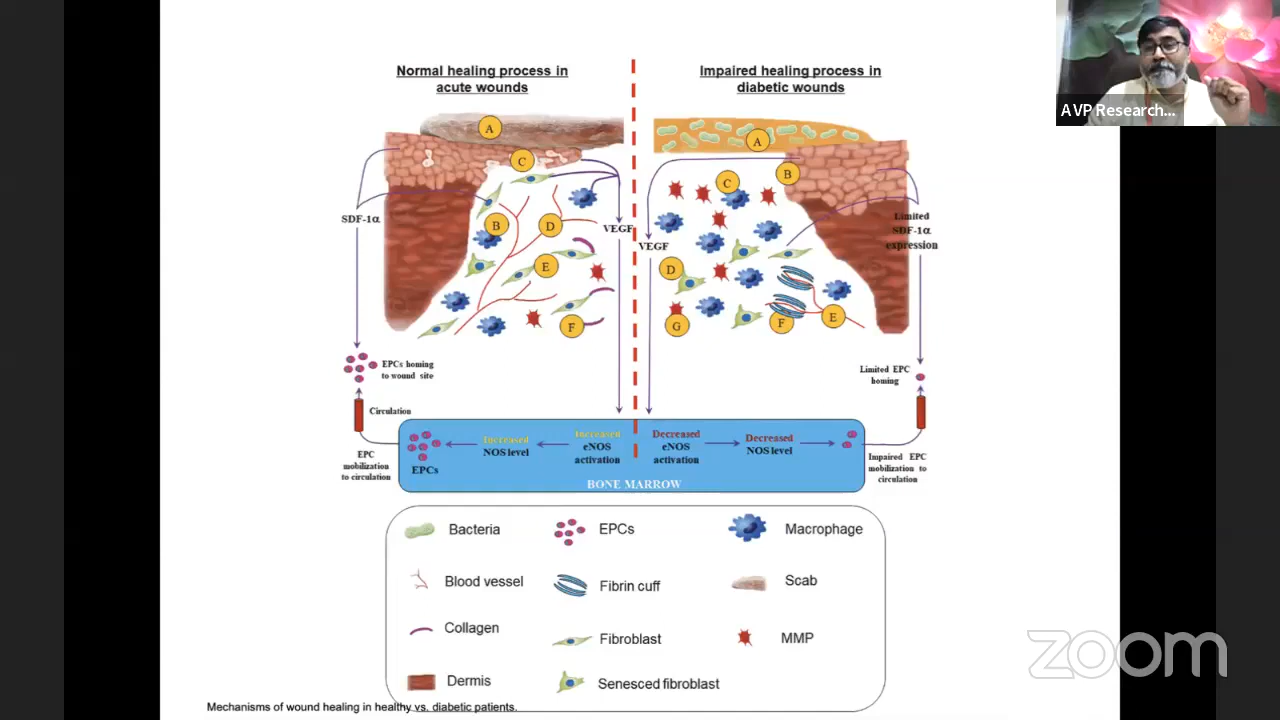 AVP Research...
Normal healing process in
acute wounds
Impaired healing process in
diabetic wounds
A
C
B
D
E
F
SDF-1α
VEGF
A
B
C
D
G
F
E
VEGF
Limited
SDF-1α
expression
EPCs homing
to wound site
Circulation
EPC
mobilization
to circulation
Limited EPC
homing
Impaired EPC
mobilization to
circulation
EPCs
Increased
NOS level
Increased
eNOS
activation
Decreased
eNOS
activation
Decreased
NOS level
BONE MARROW
Bacteria
EPCs
Macrophage
Blood vessel
Fibrin cuff
Scab
Collagen
Fibroblast
MMP
Dermis
Senesced fibroblast
Mechanisms of wound healing in healthy vs. diabetic patients.
zoom